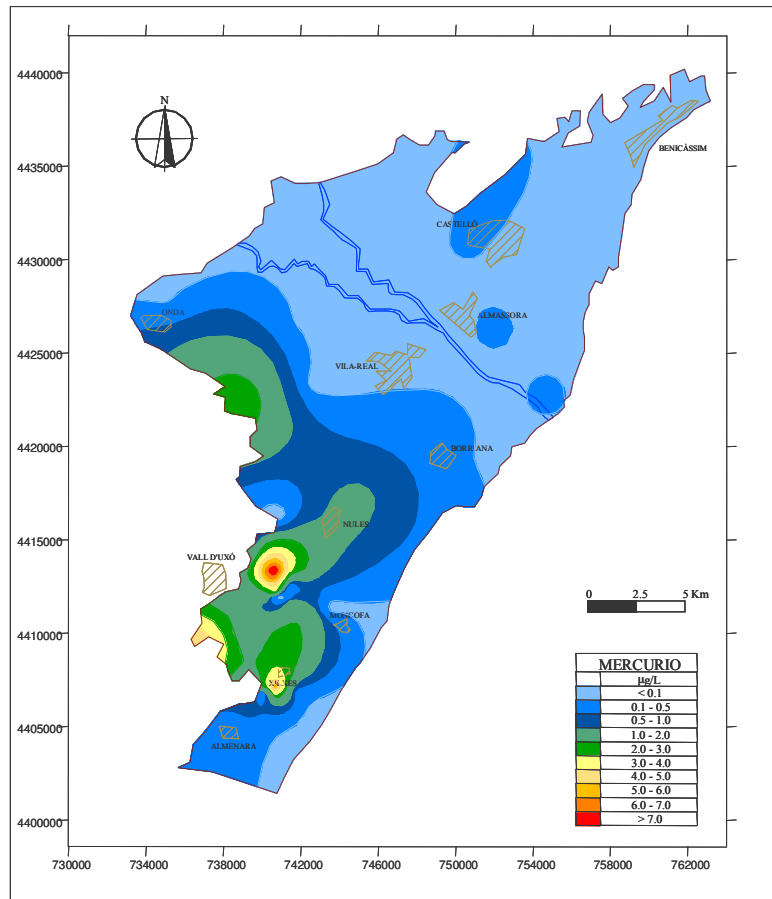 4440000
4435000
4430000
4425000
4420000
4415000
4410000
4405000
4400000
730000 734000 738000 742000 746000 750000 754000 758000 762000
N
BENICÀSSIM
CASTELLÓ
ONDA
ALMASSORA
VILA-REAL
BORRIANA
NULES
VALL D'UXÓ
MONCOFA
XILXES
ALMENARA
0 2.5 5 Km
MERCURIO
µg/L
< 0.1
0.1 - 0.5
0.5 - 1.0
1.0 - 2.0
2.0 - 3.0
3.0 - 4.0
4.0 - 5.0
5.0 - 6.0
6.0 - 7.0
> 7.0